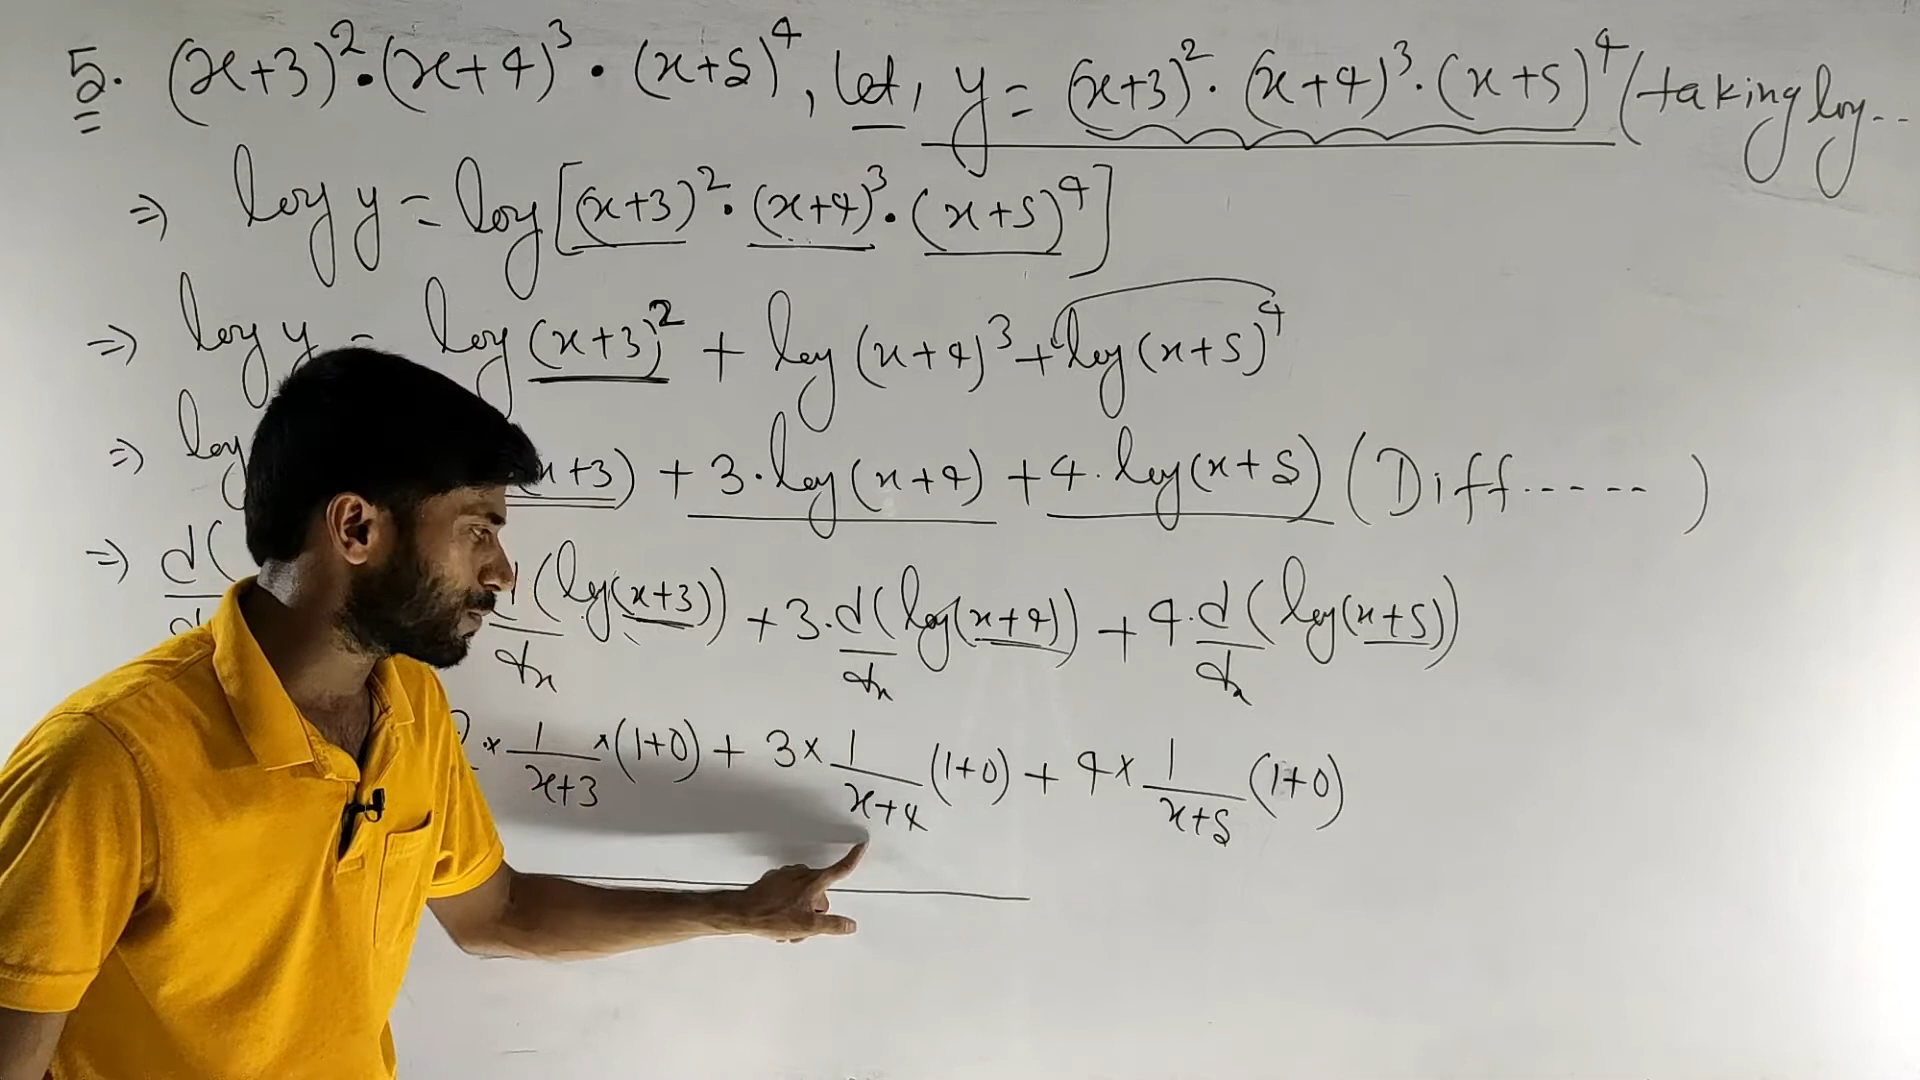 5. (x+3)²·(x+4)³·(x+5)⁴, let, y = (x+3)²·(x+4)³·(x+5)⁴ (taking log..
⇒ log y = log[(x+3)²·(x+4)³·(x+5)⁴]
⇒ log y = log(x+3)² + log(x+4)³ + log(x+5)⁴
⇒ log x+3) + 3·log(x+4) + 4·log(x+5) (Diff.....)
⇒ d( d/dx (log(x+3)) + 3·d/dx (log(x+4)) + 4·d/dx (log(x+5))
2 × 1/x+3 × (1+0) + 3 × 1/x+4 (1+0) + 4 × 1/x+5 (1+0)